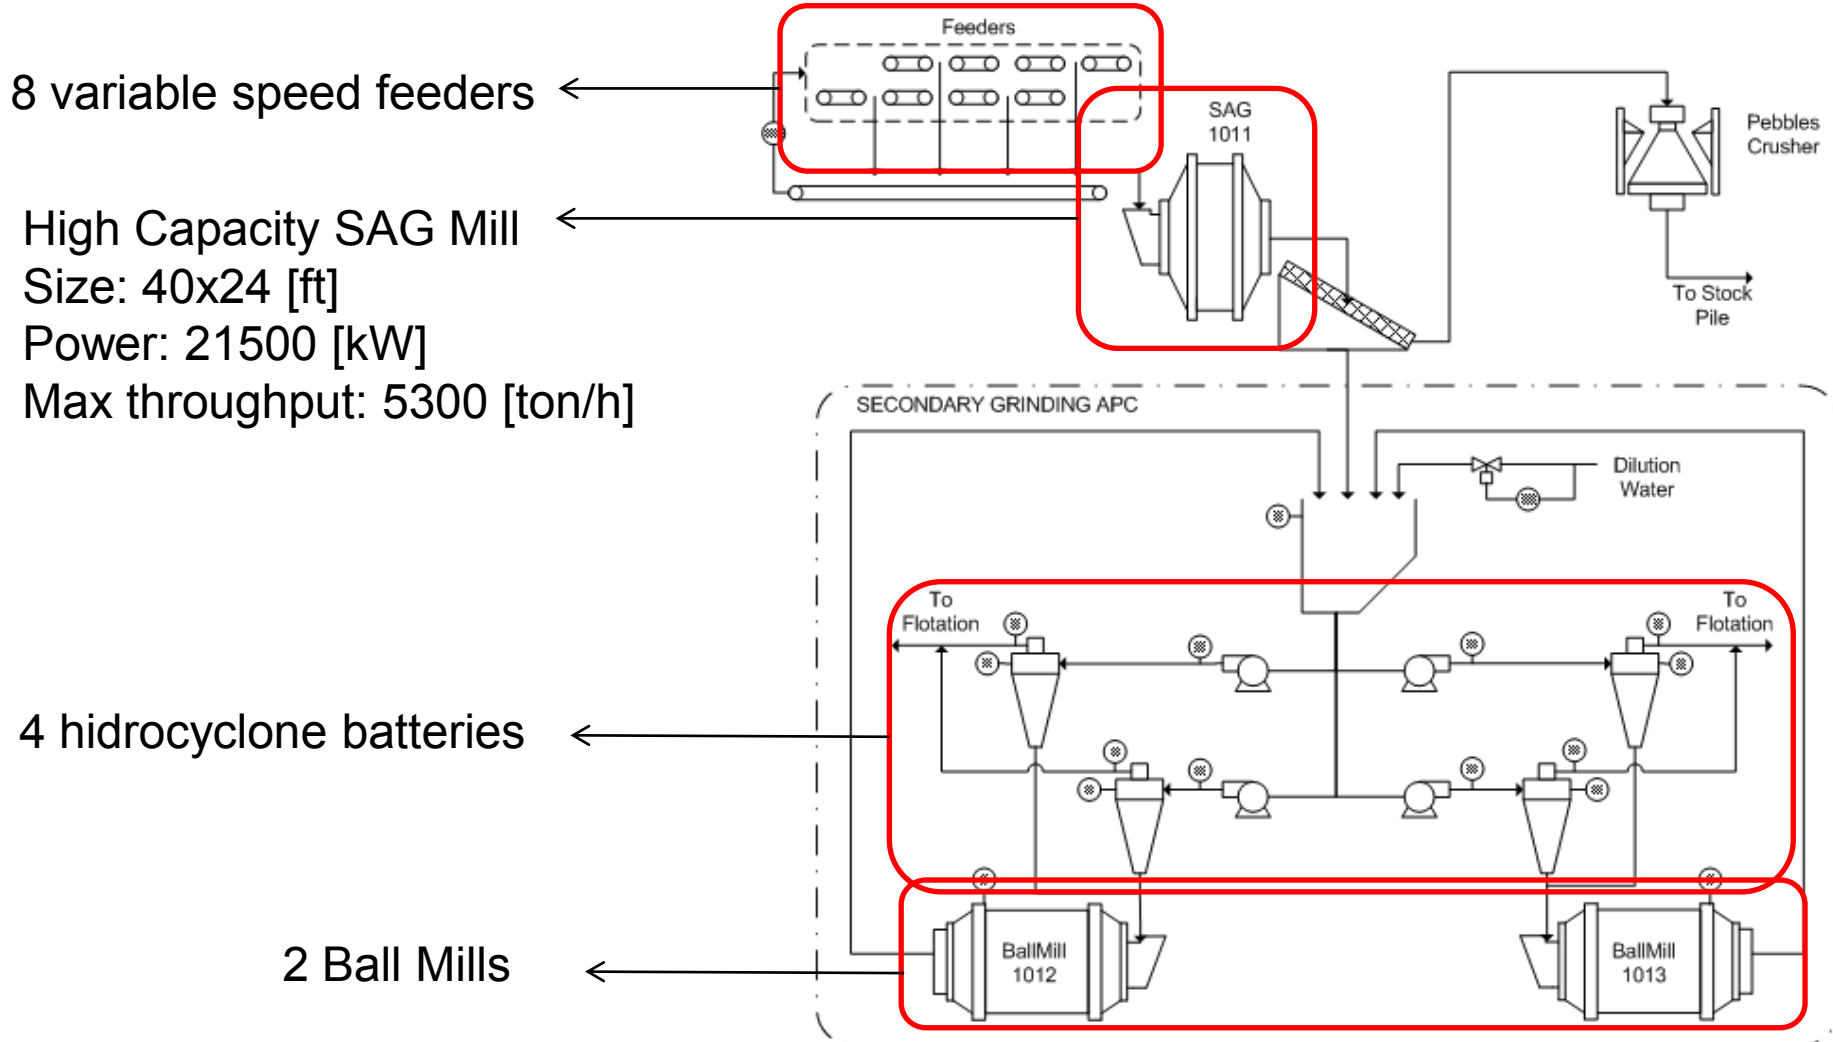 Feeders
8 variable speed feeders
SAG
1011
Pebbles
Crusher
High Capacity SAG Mill
Size: 40x24 [ft]
Power: 21500 [kW]
Max throughput: 5300 [ton/h]
To Stock
Pile
SECONDARY GRINDING APC
Dilution
Water
To
Flotation
To
Flotation
4 hidrocyclone batteries
2 Ball Mills
BallMill
1012
BallMill
1013